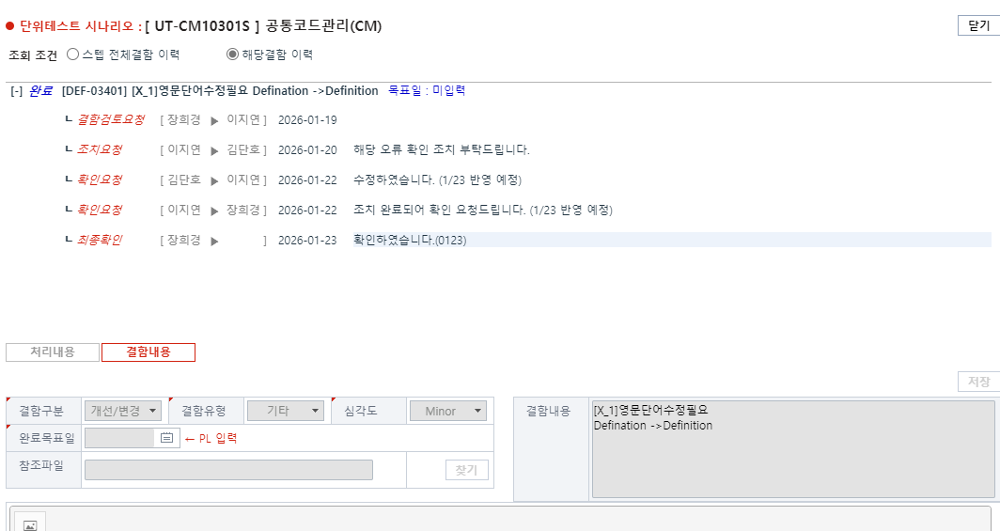 ● 단위테스트 시나리오 : [ UT-CM10301S ] 공통코드관리(CM)
닫기
조회 조건 스텝 전체결함 이력 해당결함 이력
[-] 완료 [DEF-03401] [X_1]영문단어수정필요 Defination ->Definition 목표일 : 미입력
ㄴ 결함검토요청 [ 장희경 ▶ 이지연 ] 2026-01-19
ㄴ 조치요청 [ 이지연 ▶ 김단호 ] 2026-01-20 해당 오류 확인 조치 부탁드립니다.
ㄴ 확인요청 [ 김단호 ▶ 이지연 ] 2026-01-22 수정하였습니다. (1/23 반영 예정)
ㄴ 확인요청 [ 이지연 ▶ 장희경 ] 2026-01-22 조치 완료되어 확인 요청드립니다. (1/23 반영 예정)
ㄴ 최종확인 [ 장희경 ▶ ] 2026-01-23 확인하였습니다.(0123)
처리내용 결함내용
저장
결함구분 개선/변경 결함유형 기타 심각도 Minor
완료목표일 ← PL 입력
참조파일 찾기
결함내용 [X_1]영문단어수정필요
Defination ->Definition